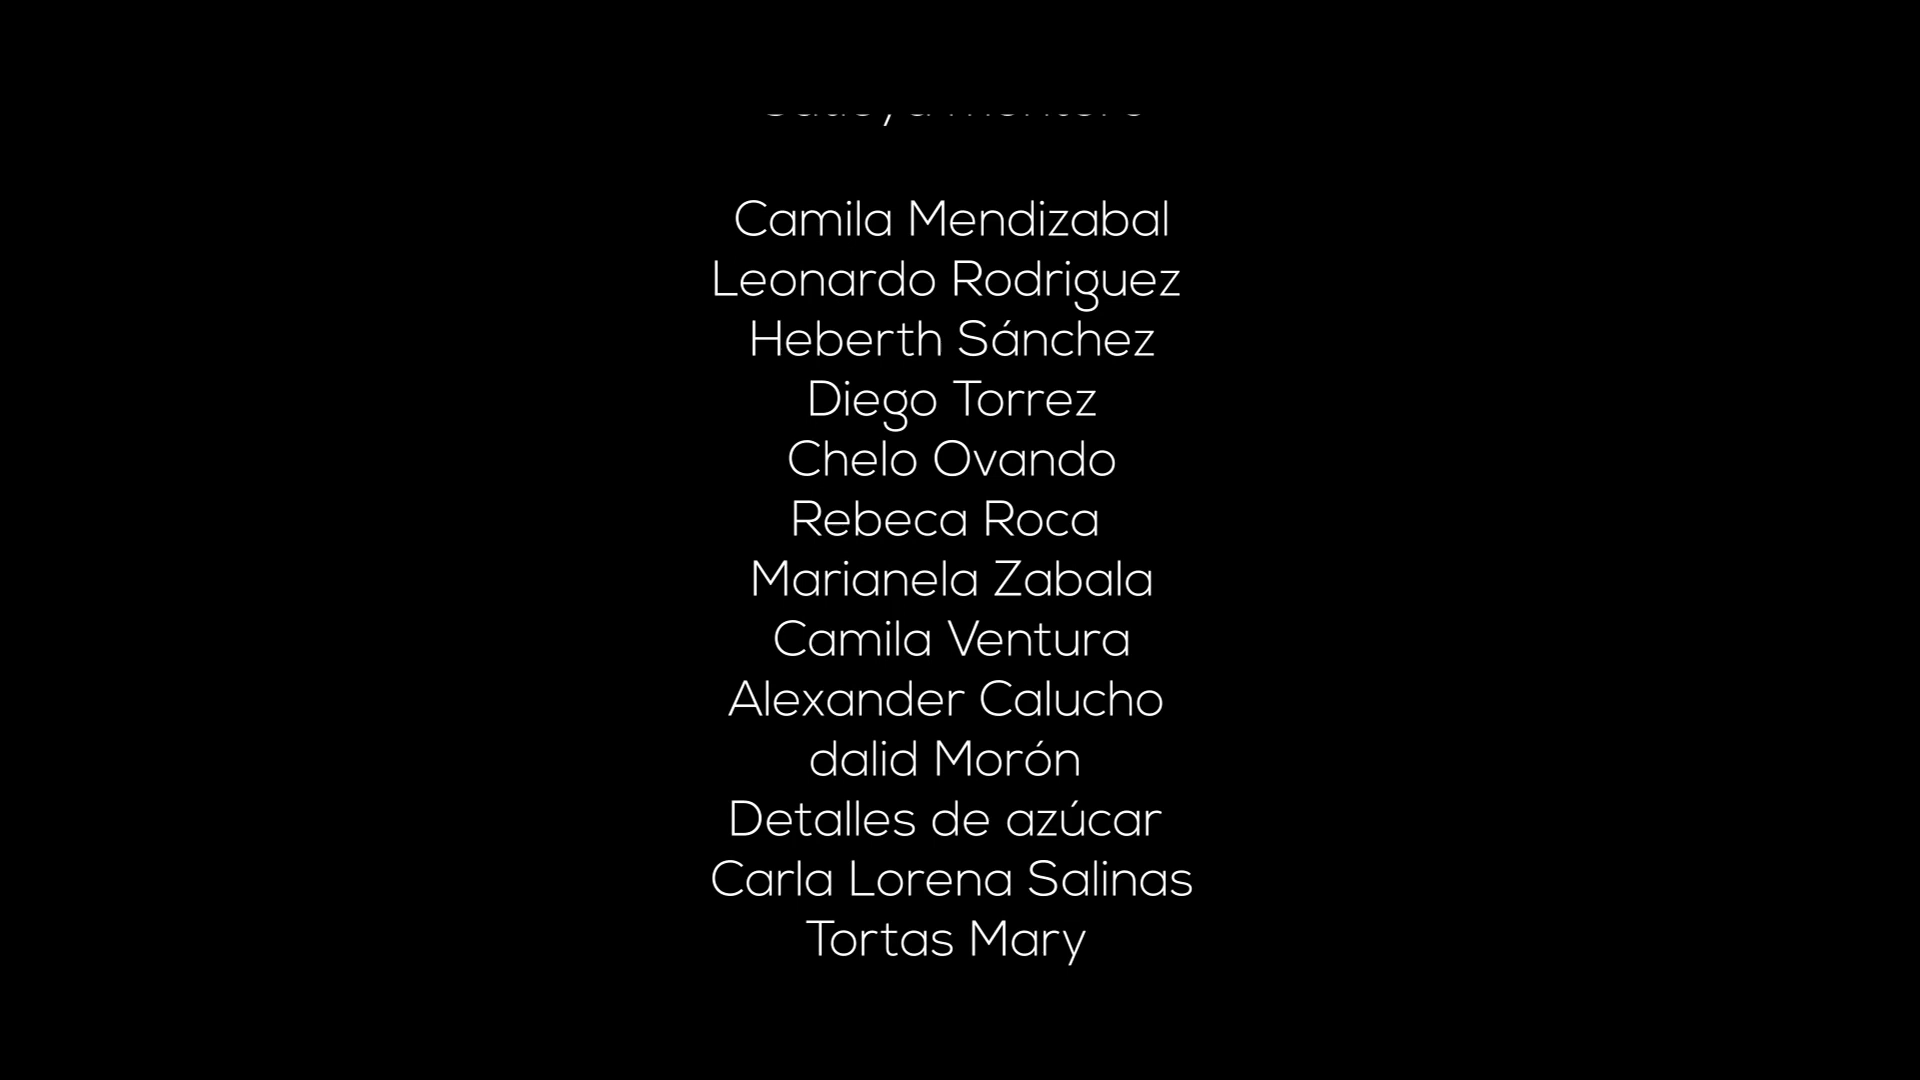 Camila Mendizabal
Leonardo Rodriguez
Heberth Sánchez
Diego Torrez
Chelo Ovando
Rebeca Roca
Marianela Zabala
Camila Ventura
Alexander Calucho
dalid Morón
Detalles de azúcar
Carla Lorena Salinas
Tortas Mary